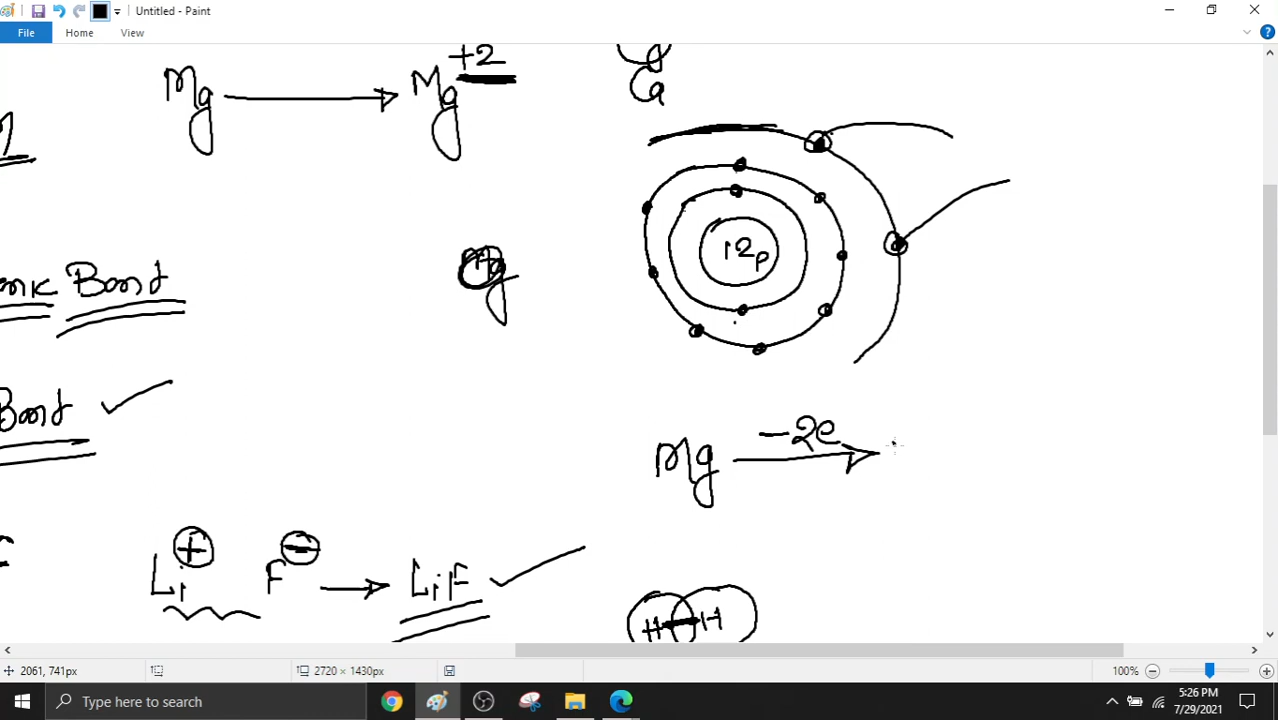 Untitled - Paint
File Home View
Mg → Mg +2
12p
Mg
Bond
Bond
Mg -2e →
Li + F - → LiF
H-H
2061, 741px 2720 × 1430px 100%
Type here to search
5:26 PM
7/29/2021